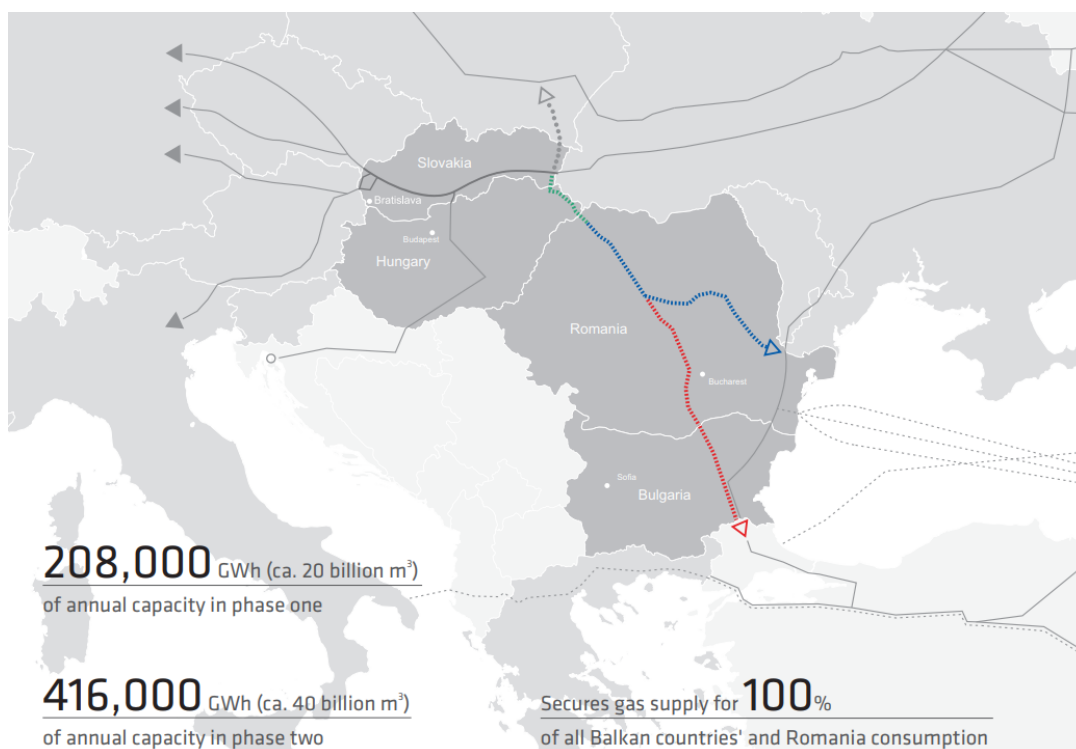 Slovakia
Bratislava
Budapest
Hungary
Romania
Bucharest
Sofia
Bulgaria
208,000 GWh (ca. 20 billion m³)
of annual capacity in phase one
416,000 GWh (ca. 40 billion m³)
of annual capacity in phase two
Secures gas supply for 100%
of all Balkan countries' and Romania consumption